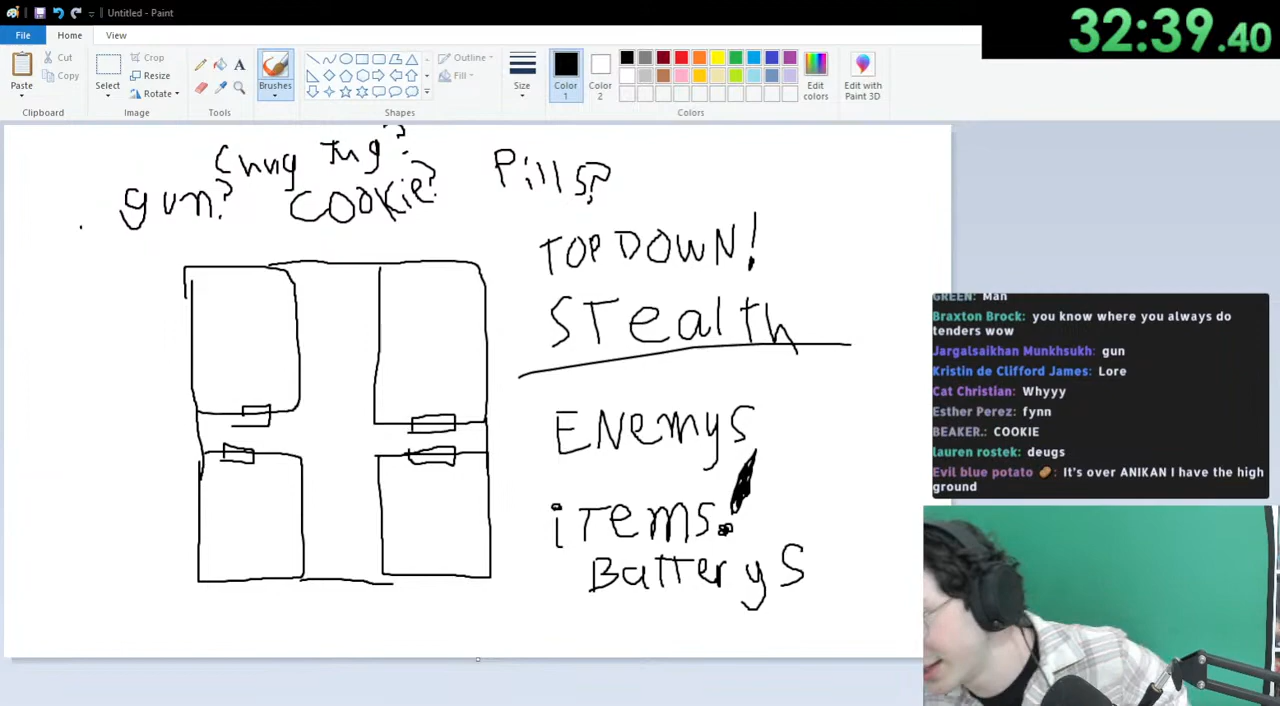 Untitled - Paint
32:39.40
File Home View
Paste
Cut
Copy
Clipboard
Select
Crop
Resize
Rotate
Image
Tools
Brushes
Shapes
Outline
Fill
Size
Color 1
Color 2
Edit colors
Colors
Edit with Paint 3D
Chug Jug?
gun? COOKIE? Pills?
TOP DOWN!
STealth
ENemyS
iTems!
BaTTeryS
GREEN: Man
Braxton Brock: you know where you always do
tenders wow
Jargalsaikhan Munkhsukh: gun
Kristin de Clifford James: Lore
Cat Christian: Whyyy
Esther Perez: fynn
BEAKER.: COOKIE
lauren rostek: deugs
Evil blue potato 🥔: It's over ANIKAN I have the high
ground